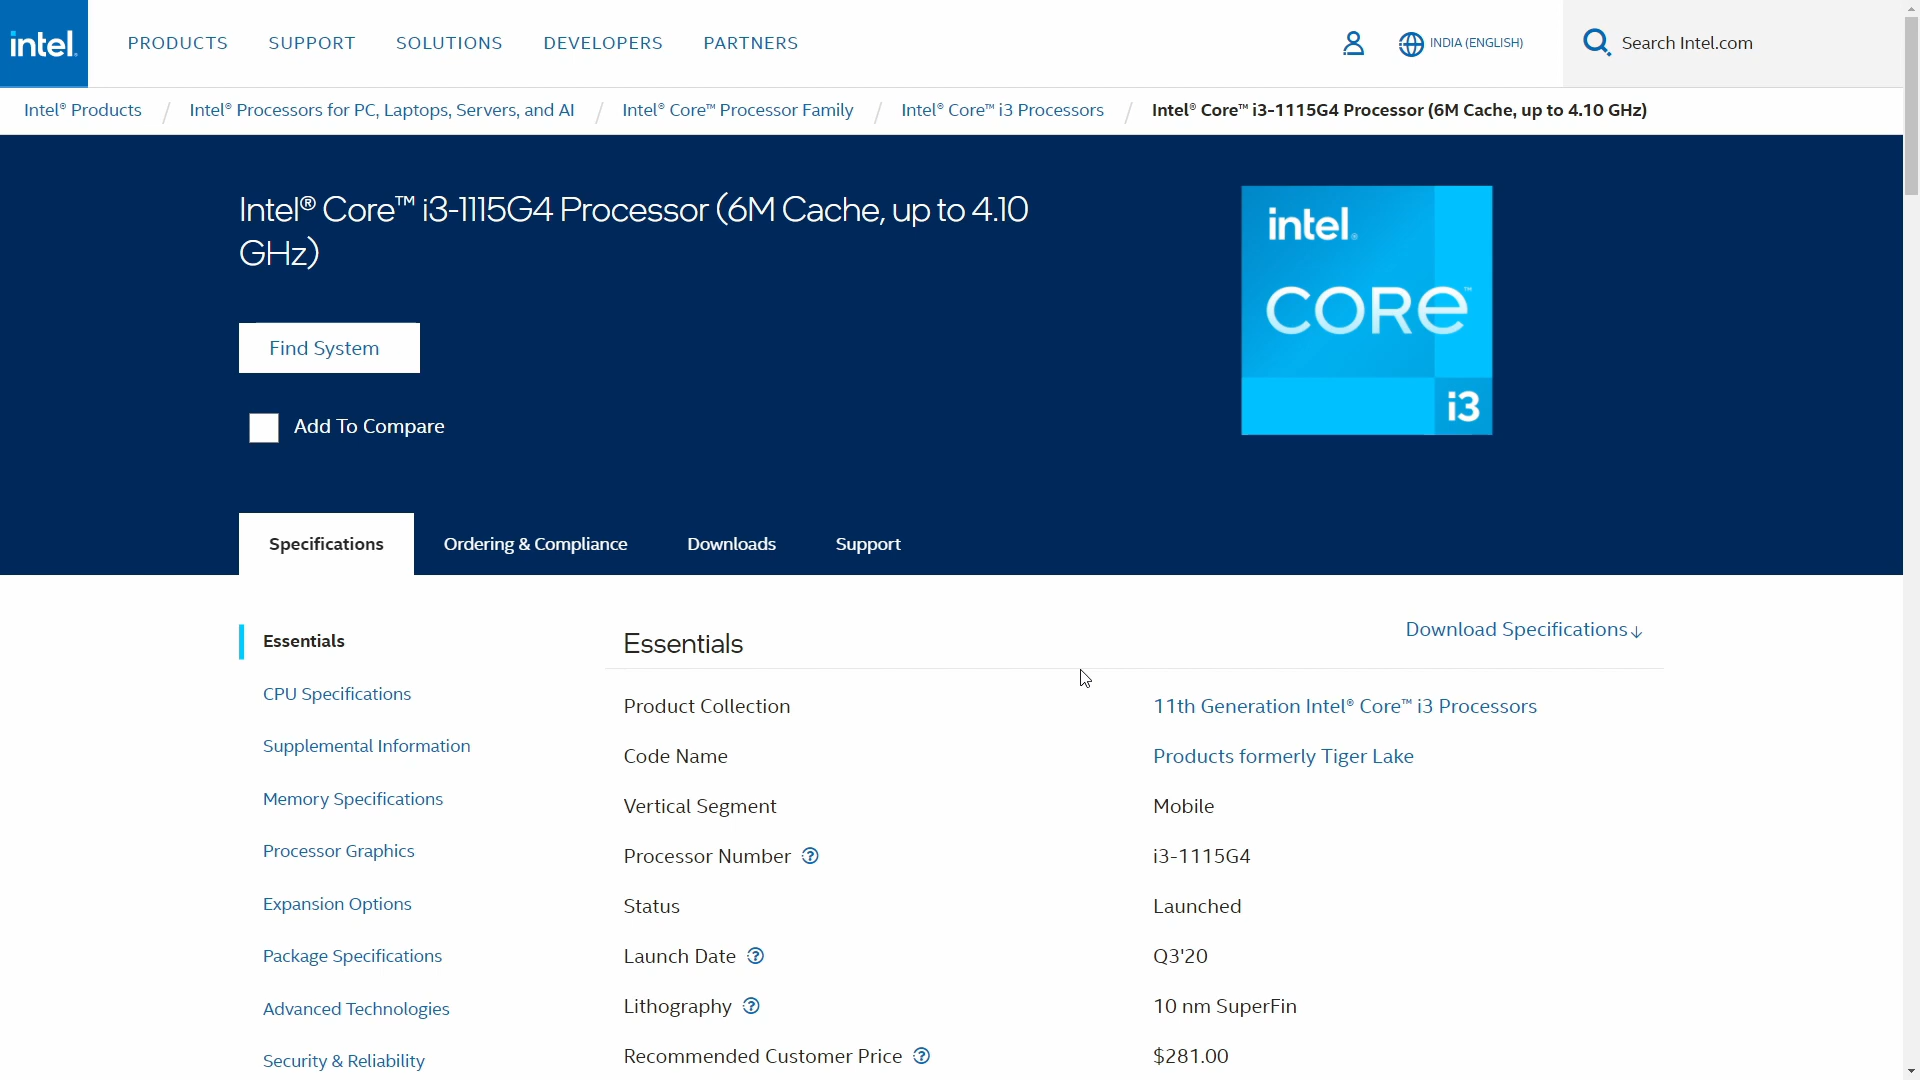 intel.
PRODUCTS
SUPPORT
SOLUTIONS
DEVELOPERS
PARTNERS
INDIA (ENGLISH)
Search Intel.com
Intel® Products / Intel® Processors for PC, Laptops, Servers, and AI / Intel® Core™ Processor Family / Intel® Core™ i3 Processors / Intel® Core™ i3-1115G4 Processor (6M Cache, up to 4.10 GHz)
Intel® Core™ i3-1115G4 Processor (6M Cache, up to 4.10
GHz)
Find System
Add To Compare
intel.
CORE™
i3
Specifications
Ordering & Compliance
Downloads
Support
Essentials
CPU Specifications
Supplemental Information
Memory Specifications
Processor Graphics
Expansion Options
Package Specifications
Advanced Technologies
Security & Reliability
Essentials
Download Specifications↓
Product Collection 11th Generation Intel® Core™ i3 Processors
Code Name Products formerly Tiger Lake
Vertical Segment Mobile
Processor Number ? i3-1115G4
Status Launched
Launch Date ? Q3'20
Lithography ? 10 nm SuperFin
Recommended Customer Price ? $281.00